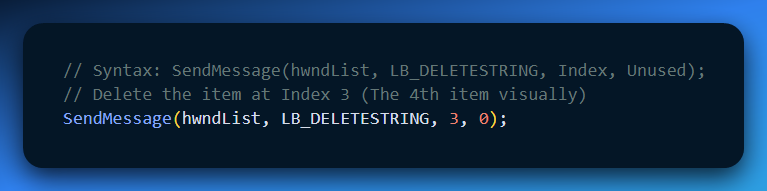 // Syntax: SendMessage(hwndList, LB_DELETESTRING, Index, Unused);
// Delete the item at Index 3 (The 4th item visually)
SendMessage(hwndList, LB_DELETESTRING, 3, 0);